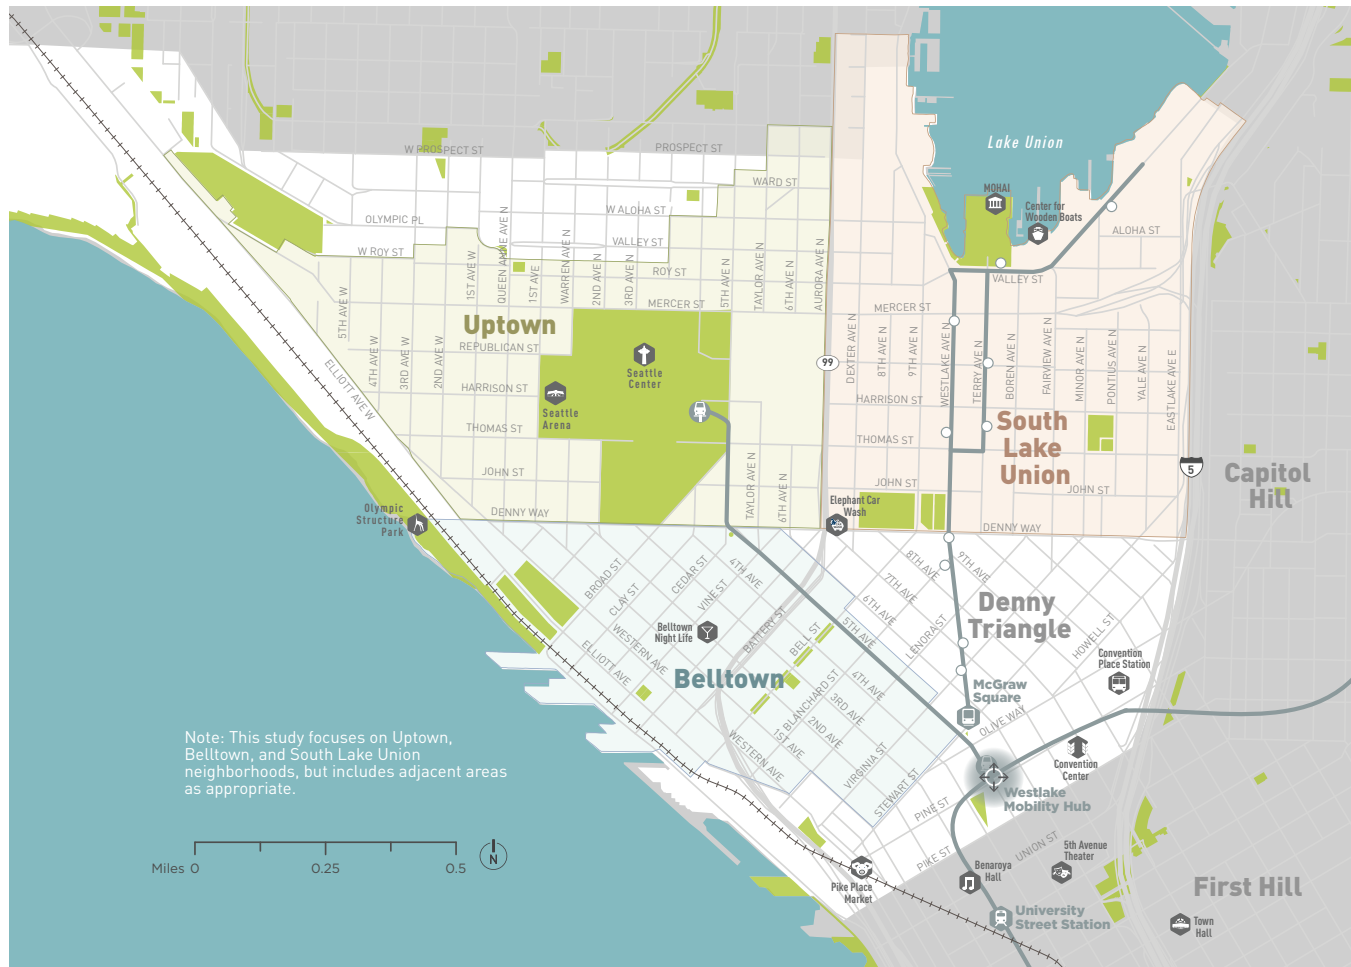 W PROSPECT ST
PROSPECT ST
Lake Union
WARD ST
MOHAI
Center for
Wooden Boats
OLYMPIC PL
W ALOHA ST
ALOHA ST
W ROY ST
VALLEY ST
ROY ST
VALLEY ST
1ST AVE W
QUEEN ANNE AVE N
1ST AVE
WARREN AVE N
2ND AVE N
3RD AVE N
5TH AVE N
TAYLOR AVE N
6TH AVE N
AURORA AVE N
MERCER ST
MERCER ST
5TH AVE W
4TH AVE W
3RD AVE W
2ND AVE W
Uptown
REPUBLICAN ST
ELLIOTT AVE W
Seattle
Center
99
DEXTER AVE N
8TH AVE N
9TH AVE N
WESTLAKE AVE N
TERRY AVE N
BOREN AVE N
FAIRVIEW AVE N
MINOR AVE N
PONTIUS AVE N
YALE AVE N
EASTLAKE AVE E
HARRISON ST
HARRISON ST
Seattle
Arena
THOMAS ST
THOMAS ST
South
Lake
Union
JOHN ST
JOHN ST
JOHN ST
TAYLOR AVE N
6TH AVE N
5
Capitol
Hill
Olympic
Structure
Park
DENNY WAY
Elephant Car
Wash
DENNY WAY
BROAD ST
CLAY ST
CEDAR ST
VINE ST
4TH AVE
8TH AVE
9TH AVE
7TH AVE
6TH AVE
5TH AVE
Denny
Triangle
Belltown
Night Life
WESTERN AVE
ELLIOTT AVE
BATTERY ST
BELL ST
LENORA ST
HOWELL ST
Convention
Place Station
Belltown
BLANCHARD ST
4TH AVE
3RD AVE
2ND AVE
1ST AVE
WESTERN AVE
VIRGINIA ST
STEWART ST
McGraw
Square
OLIVE WAY
Convention
Center
Westlake
Mobility Hub
PINE ST
PIKE ST
UNION ST
5th Avenue
Theater
Benaroya
Hall
Pike Place
Market
University
Street Station
First Hill
Town
Hall
Note: This study focuses on Uptown,
Belltown, and South Lake Union
neighborhoods, but includes adjacent areas
as appropriate.
Miles 0 0.25 0.5
N